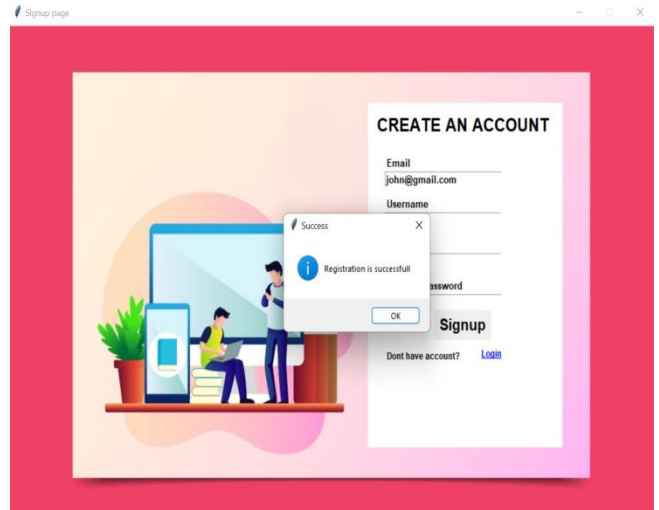 Signup page
CREATE AN ACCOUNT
Email
john@gmail.com
Username
Success
Registration is successfull
OK
Signup
Dont have account? Login